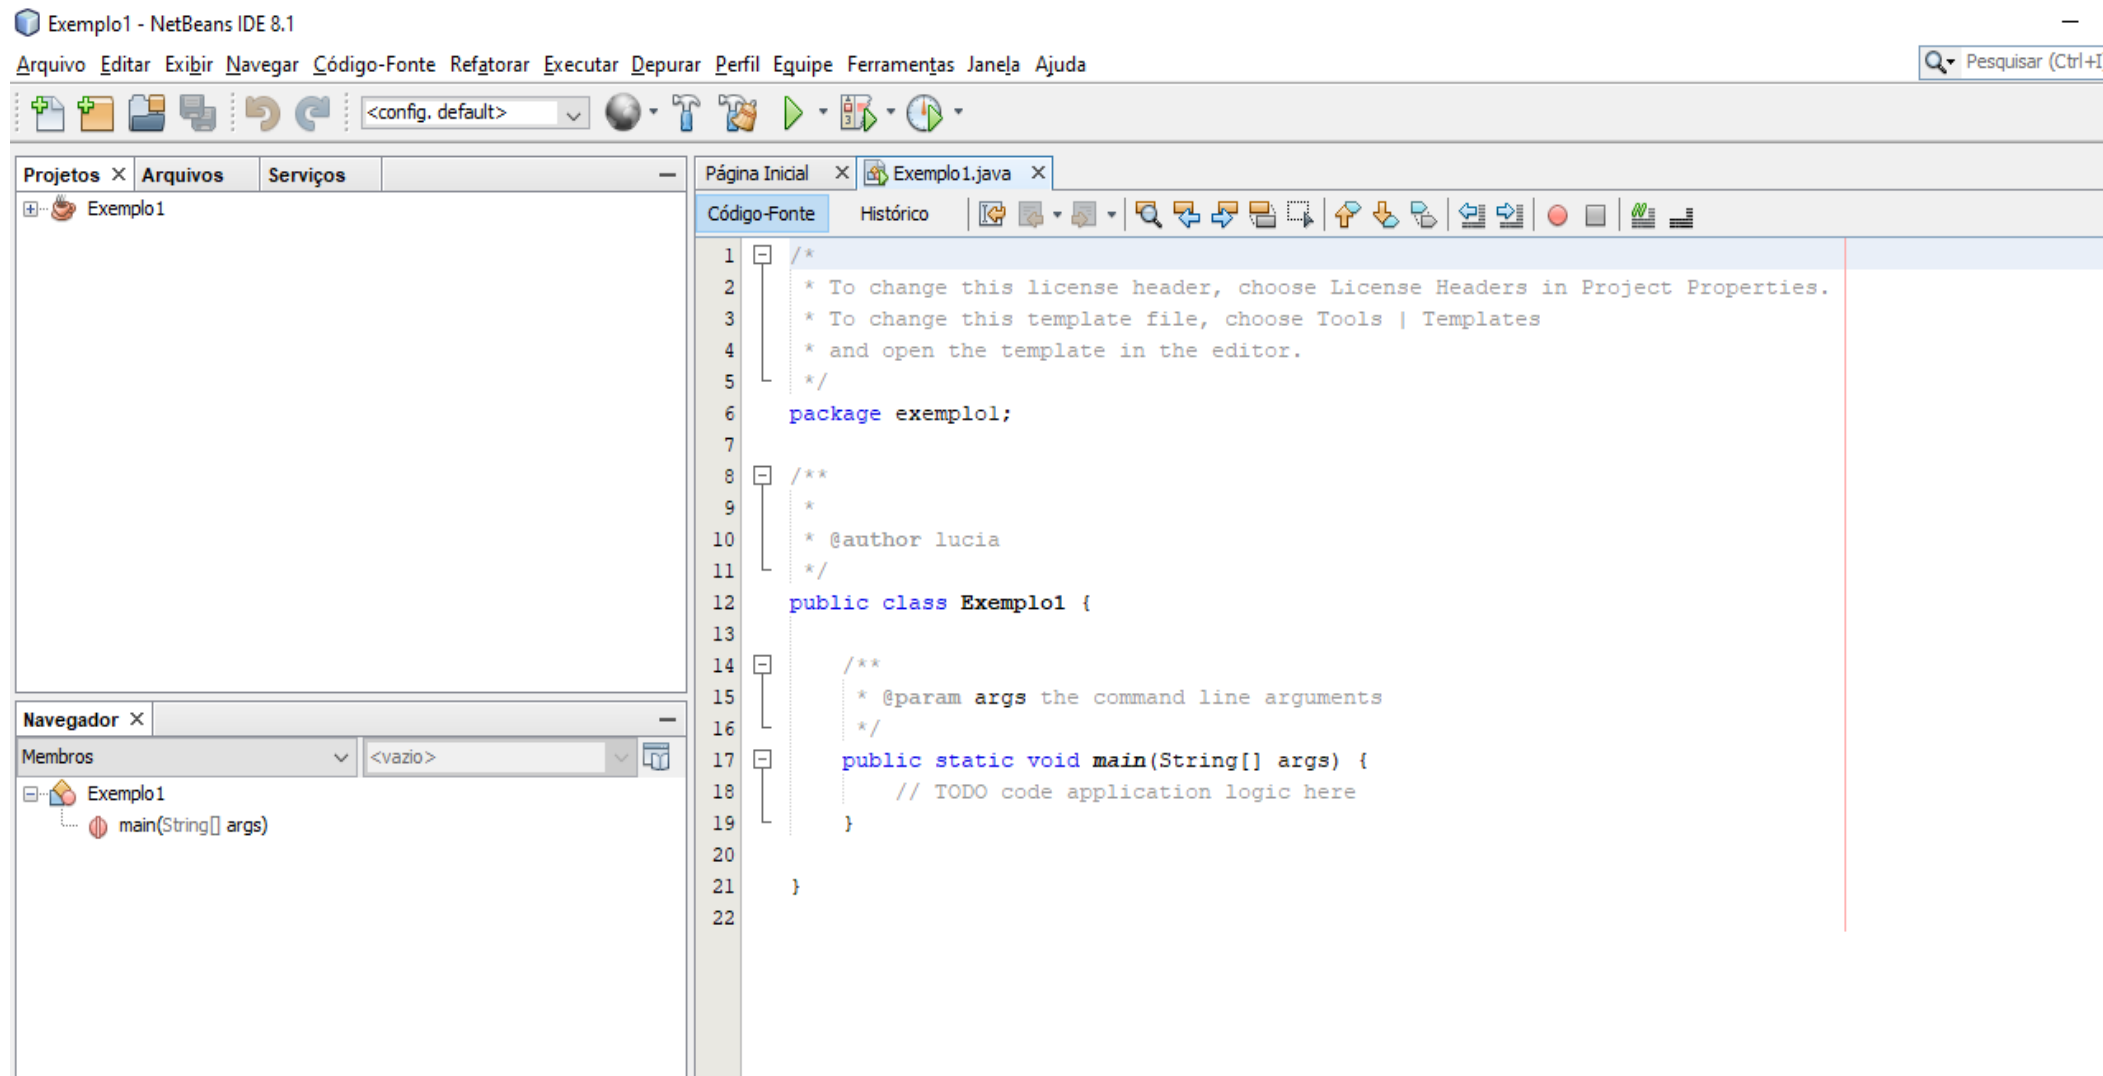 Exemplo1 - NetBeans IDE 8.1
Arquivo Editar Exibir Navegar Código-Fonte Refatorar Executar Depurar Perfil Equipe Ferramentas Janela Ajuda
Pesquisar (Ctrl+I
<config. default>
Projetos Arquivos Serviços
Exemplo1
Página Inicial Exemplo1.java
Código-Fonte Histórico
1 /*
2 * To change this license header, choose License Headers in Project Properties.
3 * To change this template file, choose Tools | Templates
4 * and open the template in the editor.
5 */
6 package exemplo1;
7
8 /**
9 *
10 * @author lucia
11 */
12 public class Exemplo1 {
13
14 /**
15 * @param args the command line arguments
16 */
17 public static void main(String[] args) {
18 // TODO code application logic here
19 }
20
21 }
22
Navegador
Membros <vazio>
Exemplo1
main(String[] args)